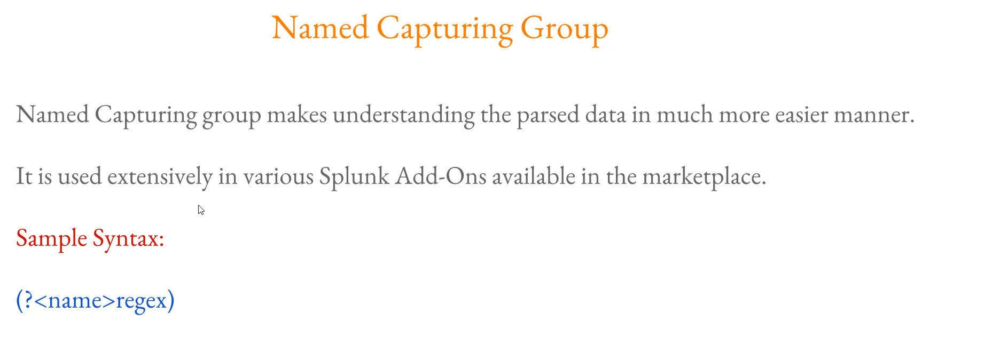 Named Capturing Group
Named Capturing group makes understanding the parsed data in much more easier manner.
It is used extensively in various Splunk Add-Ons available in the marketplace.
Sample Syntax:
(?<name>regex)